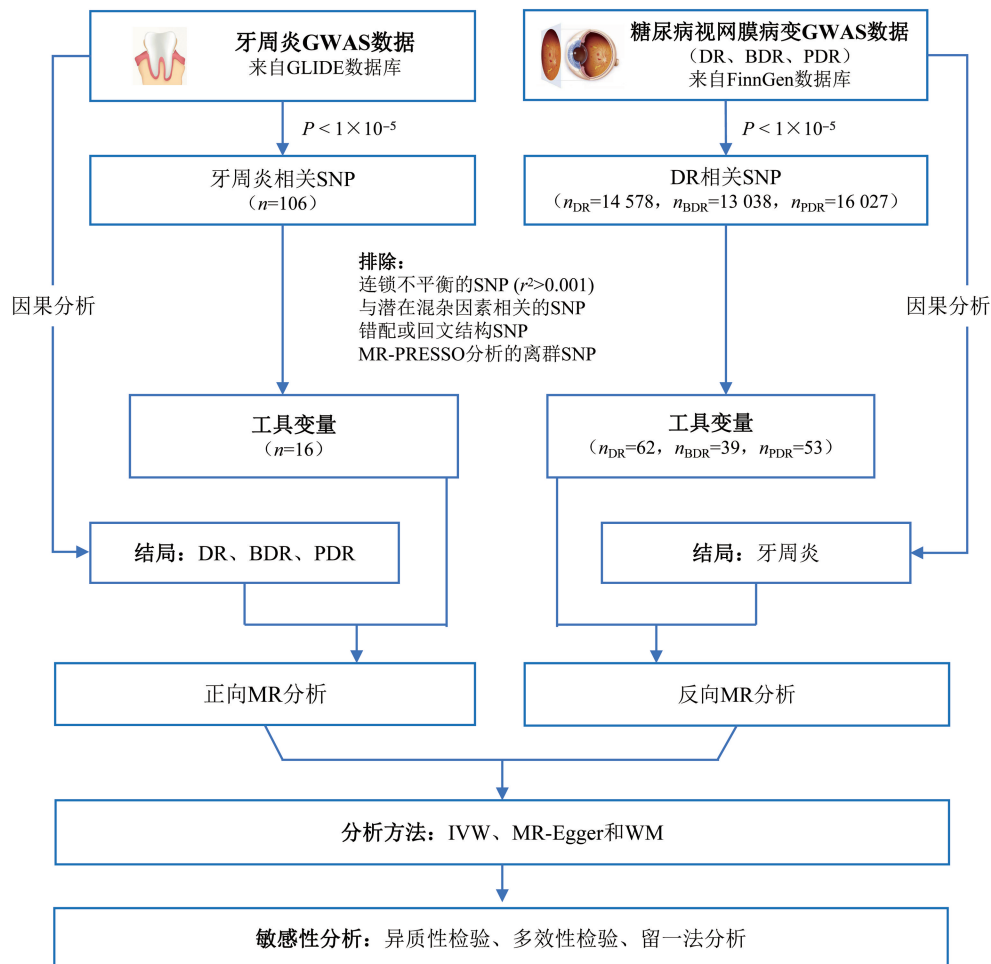 牙周炎GWAS数据
来自GLIDE数据库
糖尿病视网膜病变GWAS数据
（DR、BDR、PDR）
来自FinnGen数据库
P < 1×10⁻⁵
P < 1×10⁻⁵
牙周炎相关SNP
（n=106）
DR相关SNP
（nDR=14 578，nBDR=13 038，nPDR=16 027）
排除：
连锁不平衡的SNP (r²>0.001)
与潜在混杂因素相关的SNP
错配或回文结构SNP
MR-PRESSO分析的离群SNP
因果分析
因果分析
工具变量
（n=16）
工具变量
（nDR=62，nBDR=39，nPDR=53）
结局：DR、BDR、PDR
结局：牙周炎
正向MR分析
反向MR分析
分析方法：IVW、MR-Egger和WM
敏感性分析：异质性检验、多效性检验、留一法分析